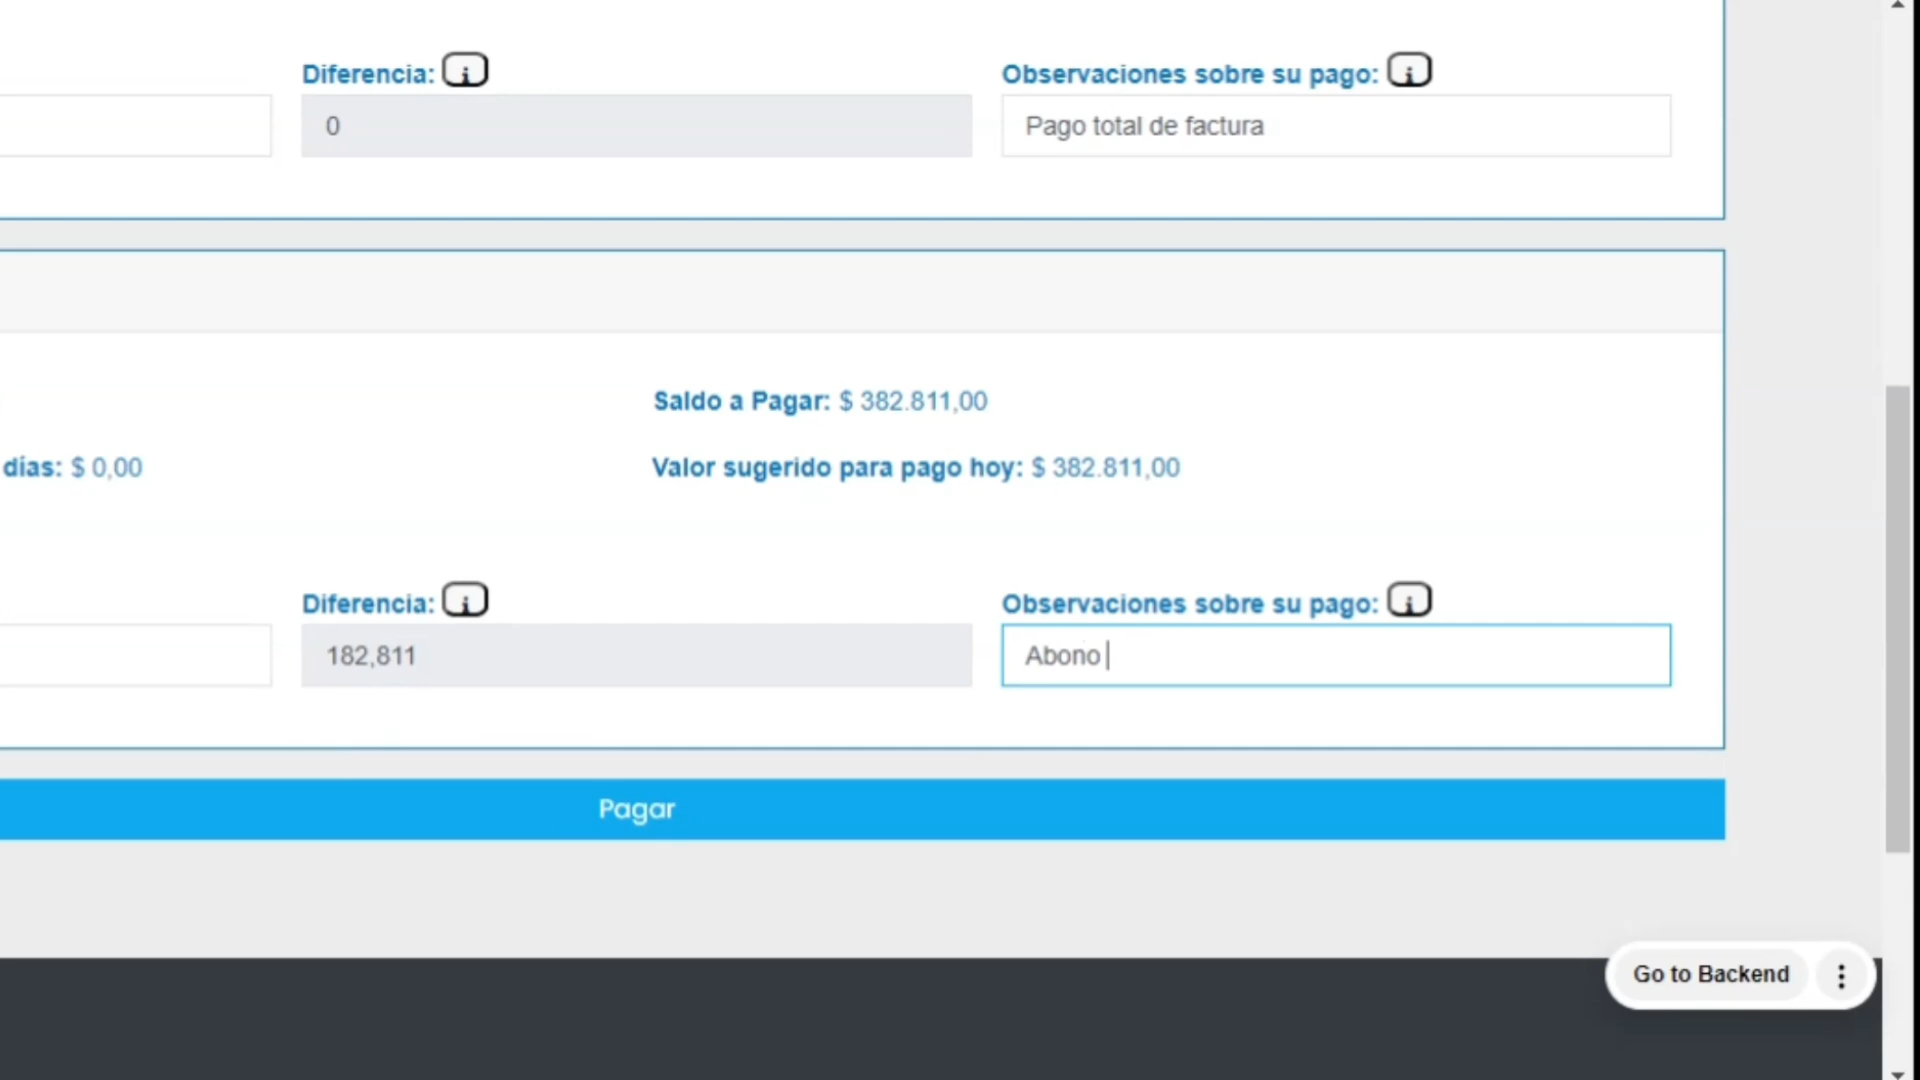 Diferencia: i Observaciones sobre su pago: i
0 Pago total de factura
Saldo a Pagar: $ 382.811,00
días: $ 0,00 Valor sugerido para pago hoy: $ 382.811,00
Diferencia: i Observaciones sobre su pago: i
182,811 Abono
Pagar
Go to Backend